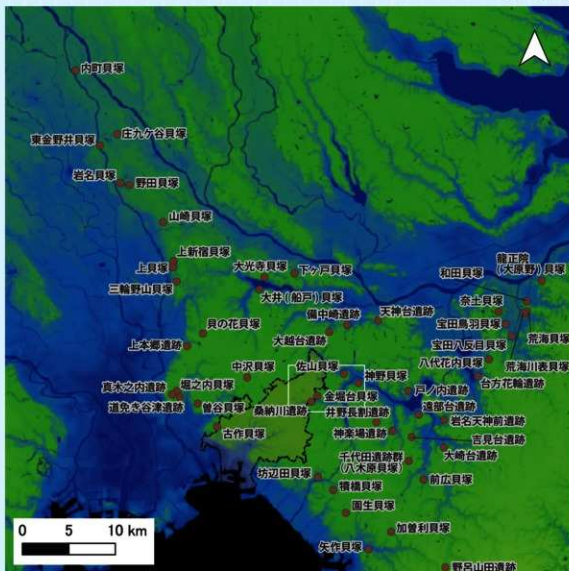 内町貝塚
庄九ケ谷貝塚
東金野井貝塚
岩名貝塚
野田貝塚
山崎貝塚
上新宿貝塚
上貝塚
三輪野山貝塚
大光寺貝塚
下ヶ戸貝塚
大井(船戸)貝塚
龍正院
(大原野)貝塚
和田貝塚
奈土貝塚
宝田鳥羽貝塚
荒海貝塚
宝田八反目貝塚
荒海川表貝塚
八代花内貝塚
台方花輪遺跡
備中崎遺跡
天神台遺跡
大越台遺跡
貝の花貝塚
上本郷遺跡
中沢貝塚
佐山貝塚
神野貝塚
戸ノ内遺跡
真木之内遺跡
堀之内貝塚
道免き谷津遺跡
曽谷貝塚
桑納川遺跡
金堀台貝塚
井野長割遺跡
遠部台遺跡
岩名天神前遺跡
古作貝塚
神楽場遺跡
吉見台遺跡
千代田遺跡群
(八木原貝塚)
大崎台遺跡
坊辺田貝塚
前広貝塚
犢橋貝塚
園生貝塚
加曽利貝塚
矢作貝塚
野呂山田遺跡
0 5 10 km